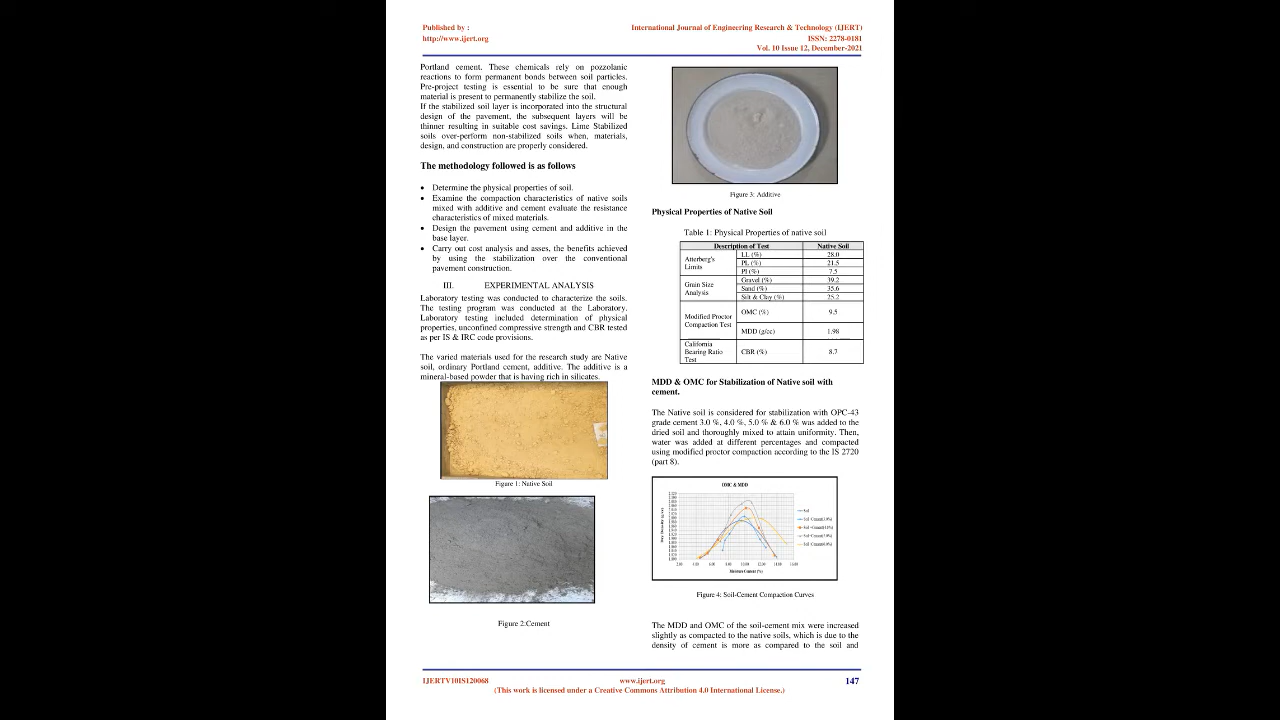 Published by :
http://www.ijert.org
International Journal of Engineering Research & Technology (IJERT)
ISSN: 2278-0181
Vol. 10 Issue 12, December-2021
Portland cement. These chemicals rely on pozzolanic
reactions to form permanent bonds between soil particles.
Pre-project testing is essential to be sure that enough
material is present to permanently stabilize the soil.
If the stabilized soil layer is incorporated into the structural
design of the pavement, the subsequent layers will be
thinner resulting in suitable cost savings. Lime Stabilized
soils over-perform non-stabilized soils when, materials,
design, and construction are properly considered.
The methodology followed is as follows
• Determine the physical properties of soil.
• Examine the compaction characteristics of native soils
mixed with additive and cement evaluate the resistance
characteristics of mixed materials.
• Design the pavement using cement and additive in the
base layer.
• Carry out cost analysis and asses, the benefits achieved
by using the stabilization over the conventional
pavement construction.
III. EXPERIMENTAL ANALYSIS
Laboratory testing was conducted to characterize the soils.
The testing program was conducted at the Laboratory.
Laboratory testing included determination of physical
properties, unconfined compressive strength and CBR tested
as per IS & IRC code provisions.
The varied materials used for the research study are Native
soil, ordinary Portland cement, additive. The additive is a
mineral-based powder that is having rich in silicates.
Figure 1: Native Soil
Figure 2.Cement
Figure 3: Additive
Physical Properties of Native Soil
Table 1: Physical Properties of native soil
Description of Test Native Soil
Atterberg's Limits
LL (%) 28.0
PL (%) 21.5
PI (%) 7.5
Grain Size Analysis
Gravel (%) 39.2
Sand (%) 35.6
Silt & Clay (%) 25.2
Modified Proctor Compaction Test
OMC (%) 9.5
MDD (g/cc) 1.98
California Bearing Ratio Test
CBR (%) 8.7
MDD & OMC for Stabilization of Native soil with
cement.
The Native soil is considered for stabilization with OPC-43
grade cement 3.0 %, 4.0 %, 5.0 % & 6.0 % was added to the
dried soil and thoroughly mixed to attain uniformity. Then,
water was added at different percentages and compacted
using modified proctor compaction according to the IS 2720
(part 8).
OMC & MDD
Moisture Content (%)
2.00 4.00 6.00 8.00 10.00 12.00 14.00 16.00
Figure 4: Soil-Cement Compaction Curves
The MDD and OMC of the soil-cement mix were increased
slightly as compacted to the native soils, which is due to the
density of cement is more as compared to the soil and
IJERTV10IS120068
www.ijert.org
147
(This work is licensed under a Creative Commons Attribution 4.0 International License.)